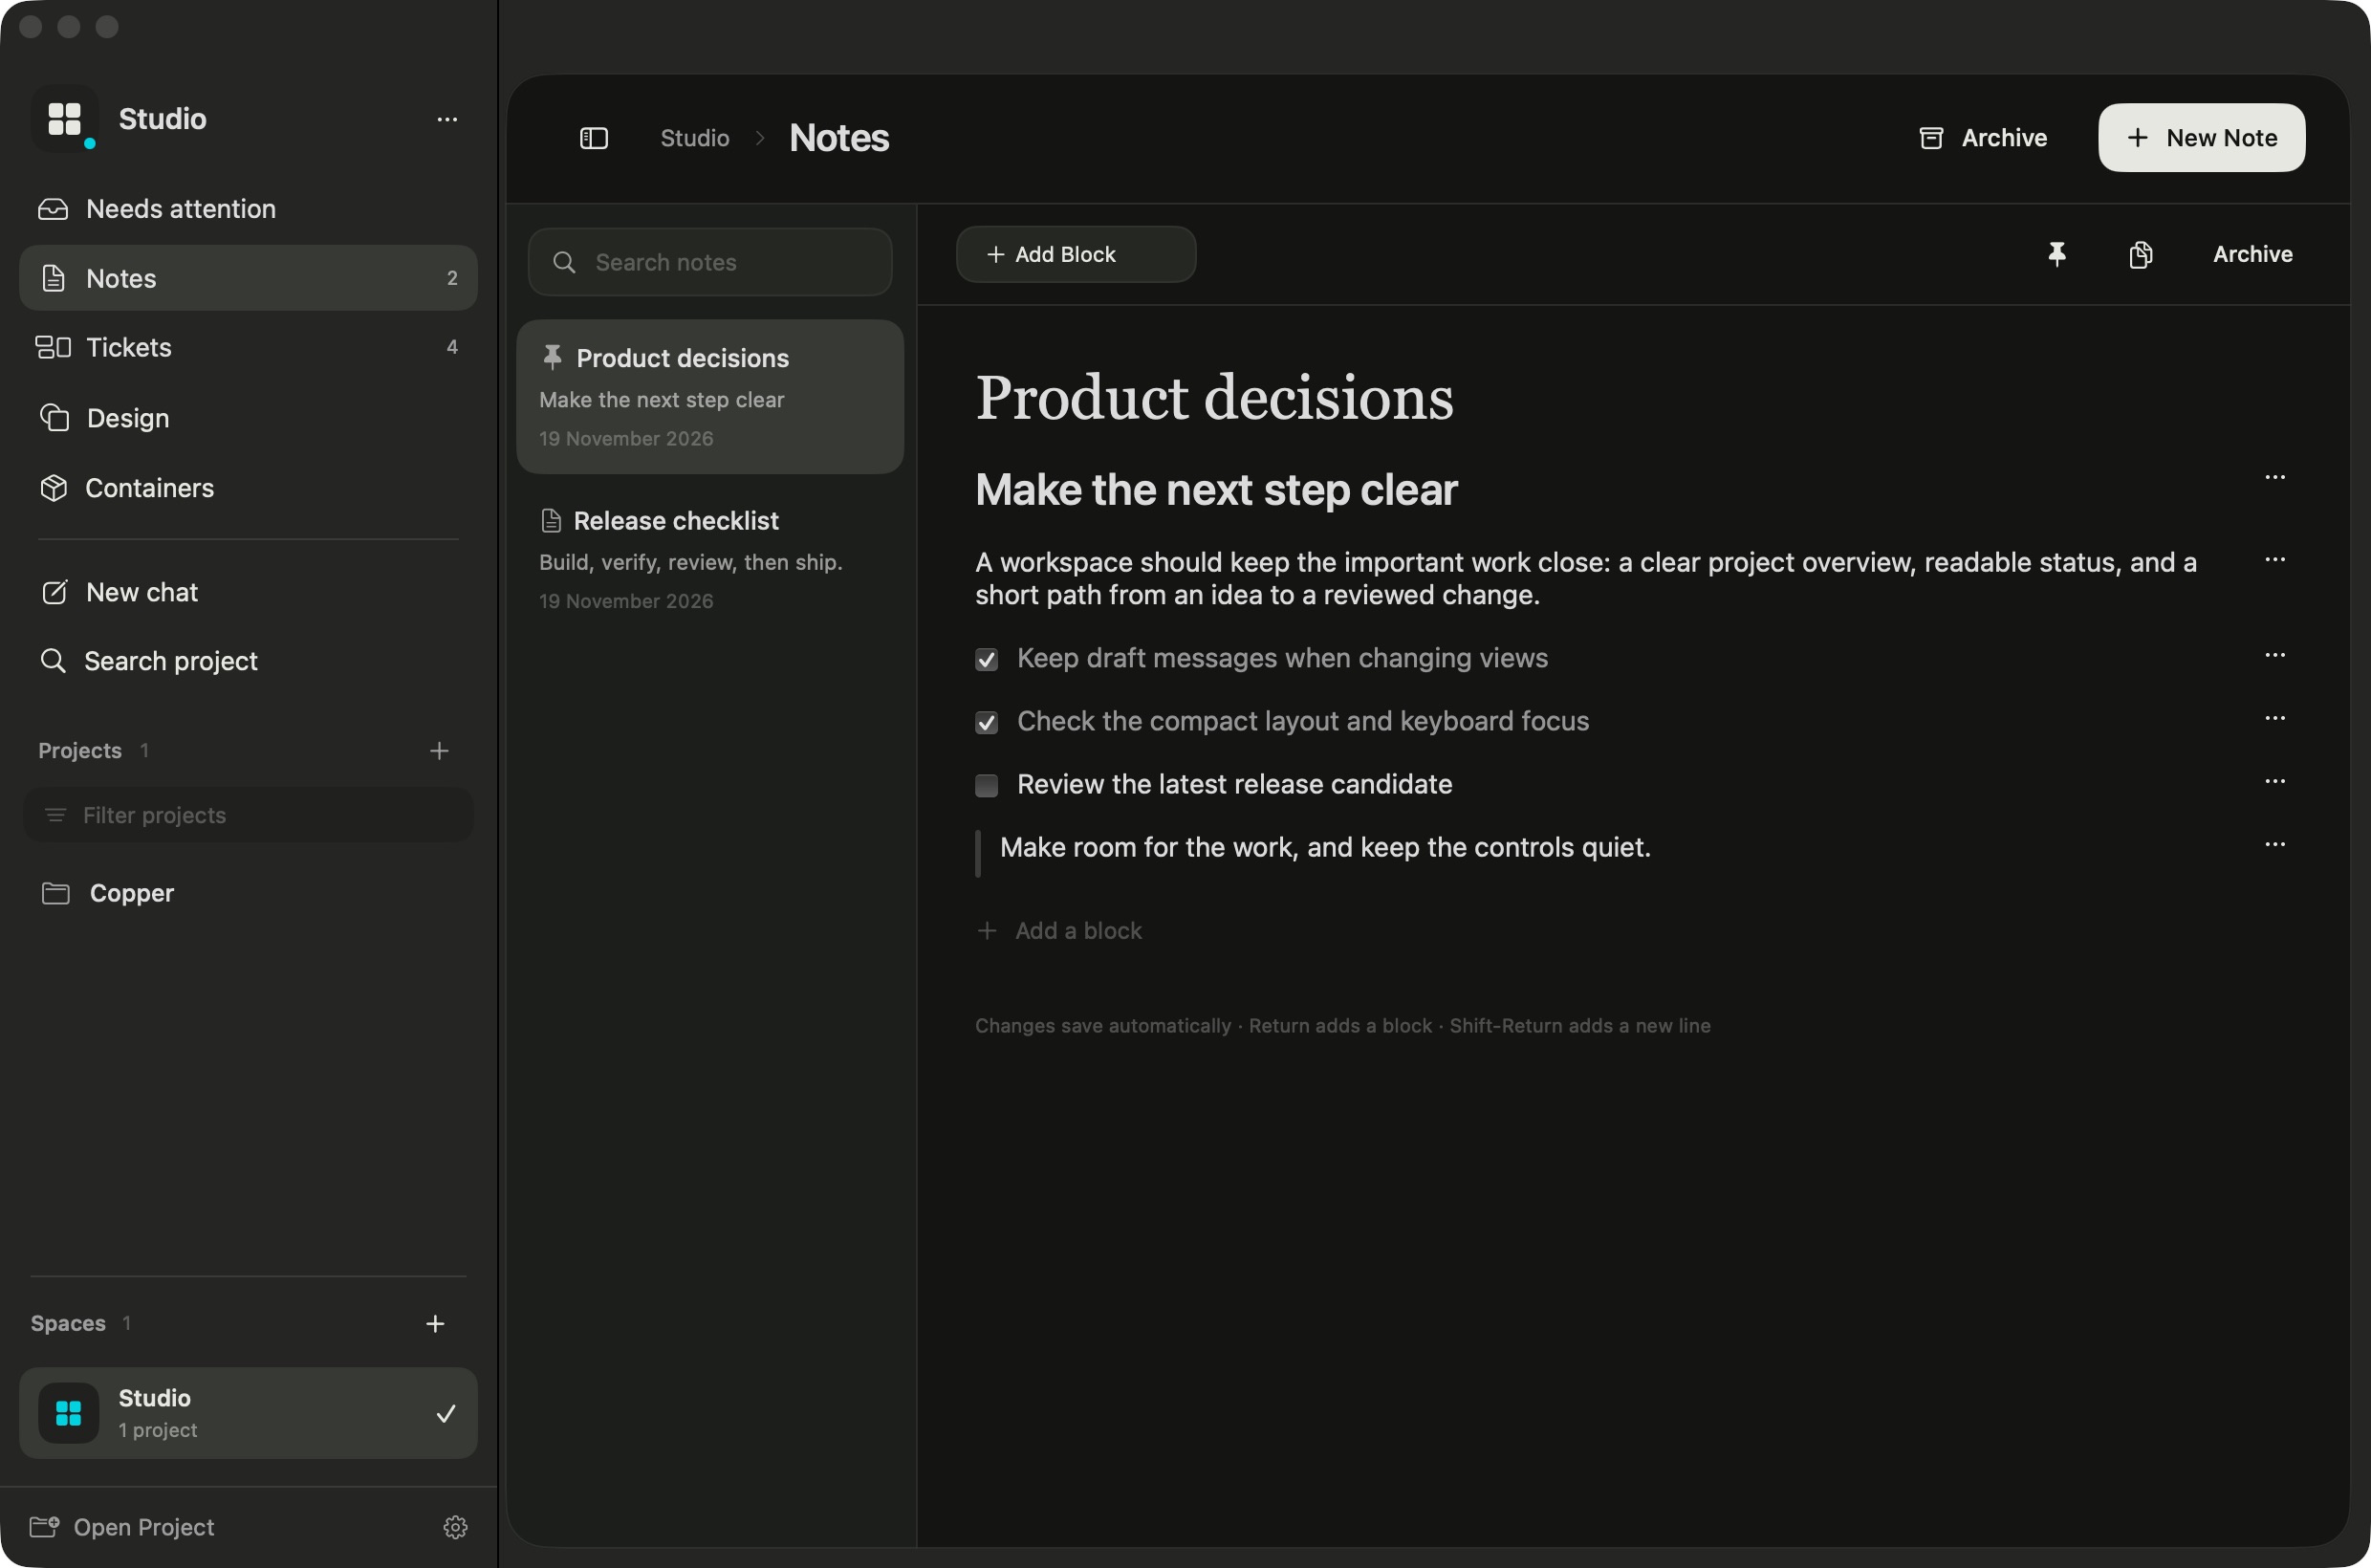 Studio
Needs attention
Notes 2
Tickets 4
Design
Containers
New chat
Search project
Projects 1
Filter projects
Copper
Spaces 1
Studio
1 project
Open Project
Studio Notes
Archive
New Note
Search notes
Product decisions
Make the next step clear
19 November 2026
Release checklist
Build, verify, review, then ship.
19 November 2026
Add Block
Archive
Product decisions
Make the next step clear
A workspace should keep the important work close: a clear project overview, readable status, and a
short path from an idea to a reviewed change.
Keep draft messages when changing views
Check the compact layout and keyboard focus
Review the latest release candidate
Make room for the work, and keep the controls quiet.
Add a block
Changes save automatically · Return adds a block · Shift-Return adds a new line